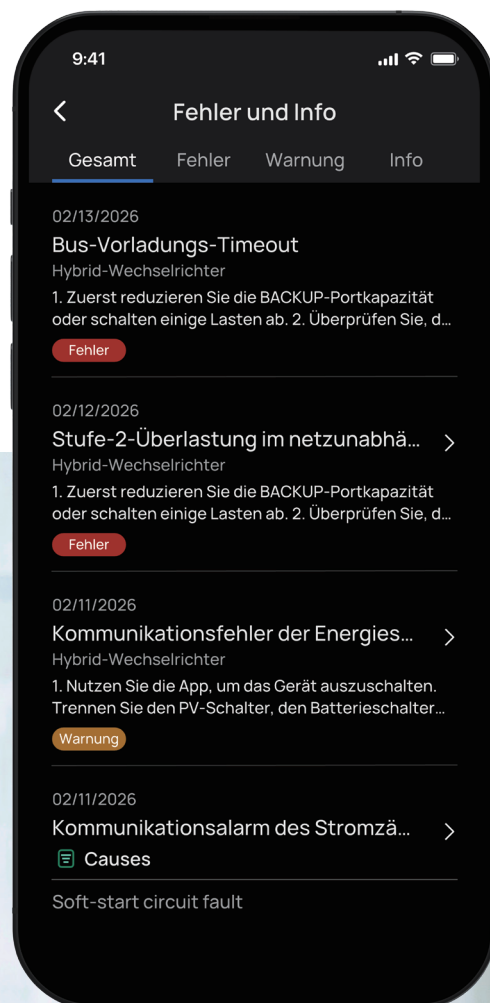 9:41
Fehler und Info
Gesamt Fehler Warnung Info
02/13/2026
Bus-Vorladungs-Timeout
Hybrid-Wechselrichter
1. Zuerst reduzieren Sie die BACKUP-Portkapazität
oder schalten einige Lasten ab. 2. Überprüfen Sie, d...
Fehler
02/12/2026
Stufe-2-Überlastung im netzunabhä...
Hybrid-Wechselrichter
1. Zuerst reduzieren Sie die BACKUP-Portkapazität
oder schalten einige Lasten ab. 2. Überprüfen Sie, d...
Fehler
02/11/2026
Kommunikationsfehler der Energies...
Hybrid-Wechselrichter
1. Nutzen Sie die App, um das Gerät auszuschalten.
Trennen Sie den PV-Schalter, den Batterieschalter...
Warnung
02/11/2026
Kommunikationsalarm des Stromzä...
Causes
Soft-start circuit fault